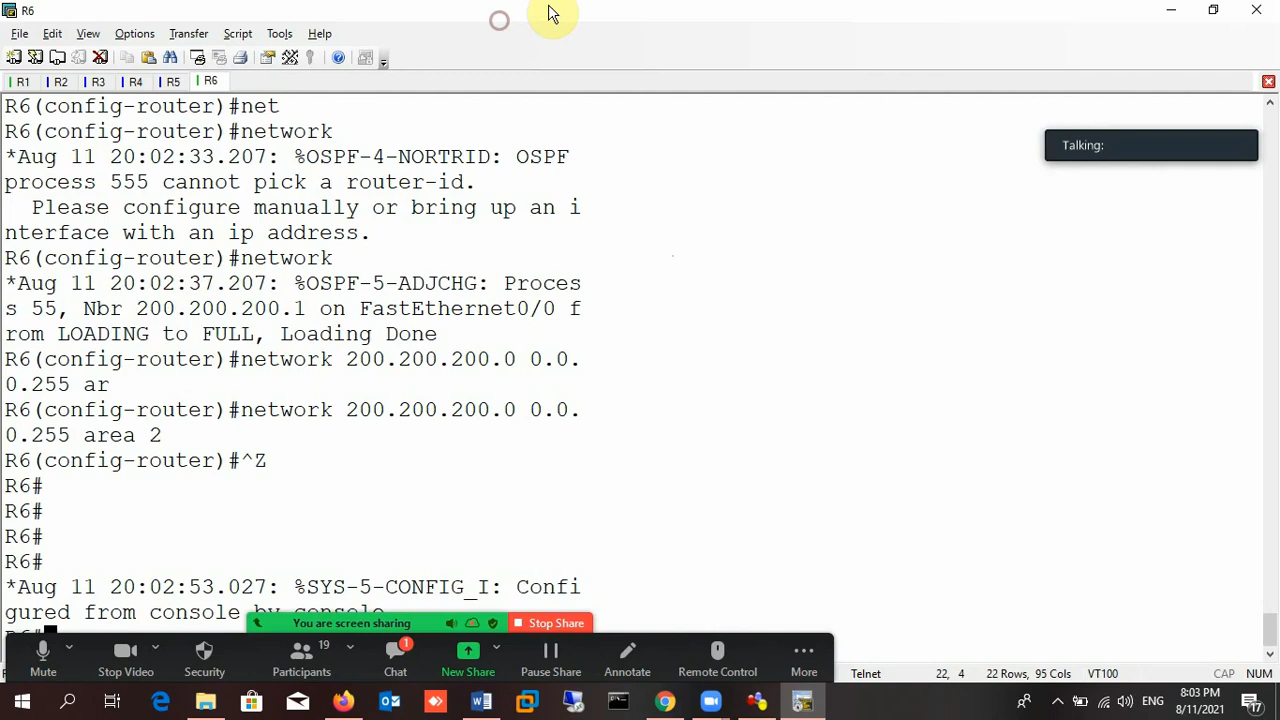 R6
File Edit View Options Transfer Script Tools Help
R1 R2 R3 R4 R5 R6
R6(config-router)#net
R6(config-router)#network
*Aug 11 20:02:33.207: %OSPF-4-NORTRID: OSPF
process 555 cannot pick a router-id.
Please configure manually or bring up an i
nterface with an ip address.
R6(config-router)#network
*Aug 11 20:02:37.207: %OSPF-5-ADJCHG: Proces
s 55, Nbr 200.200.200.1 on FastEthernet0/0 f
rom LOADING to FULL, Loading Done
R6(config-router)#network 200.200.200.0 0.0.
0.255 ar
R6(config-router)#network 200.200.200.0 0.0.
0.255 area 2
R6(config-router)#^Z
R6#
R6#
R6#
R6#
*Aug 11 20:02:53.027: %SYS-5-CONFIG_I: Confi
gured from console by console
R6#
Talking:
You are screen sharing Stop Share
19 1
Mute Stop Video Security Participants Chat New Share Pause Share Annotate Remote Control More
Telnet 22, 4 22 Rows, 95 Cols VT100 CAP NUM
ENG 8:03 PM
8/11/2021 17